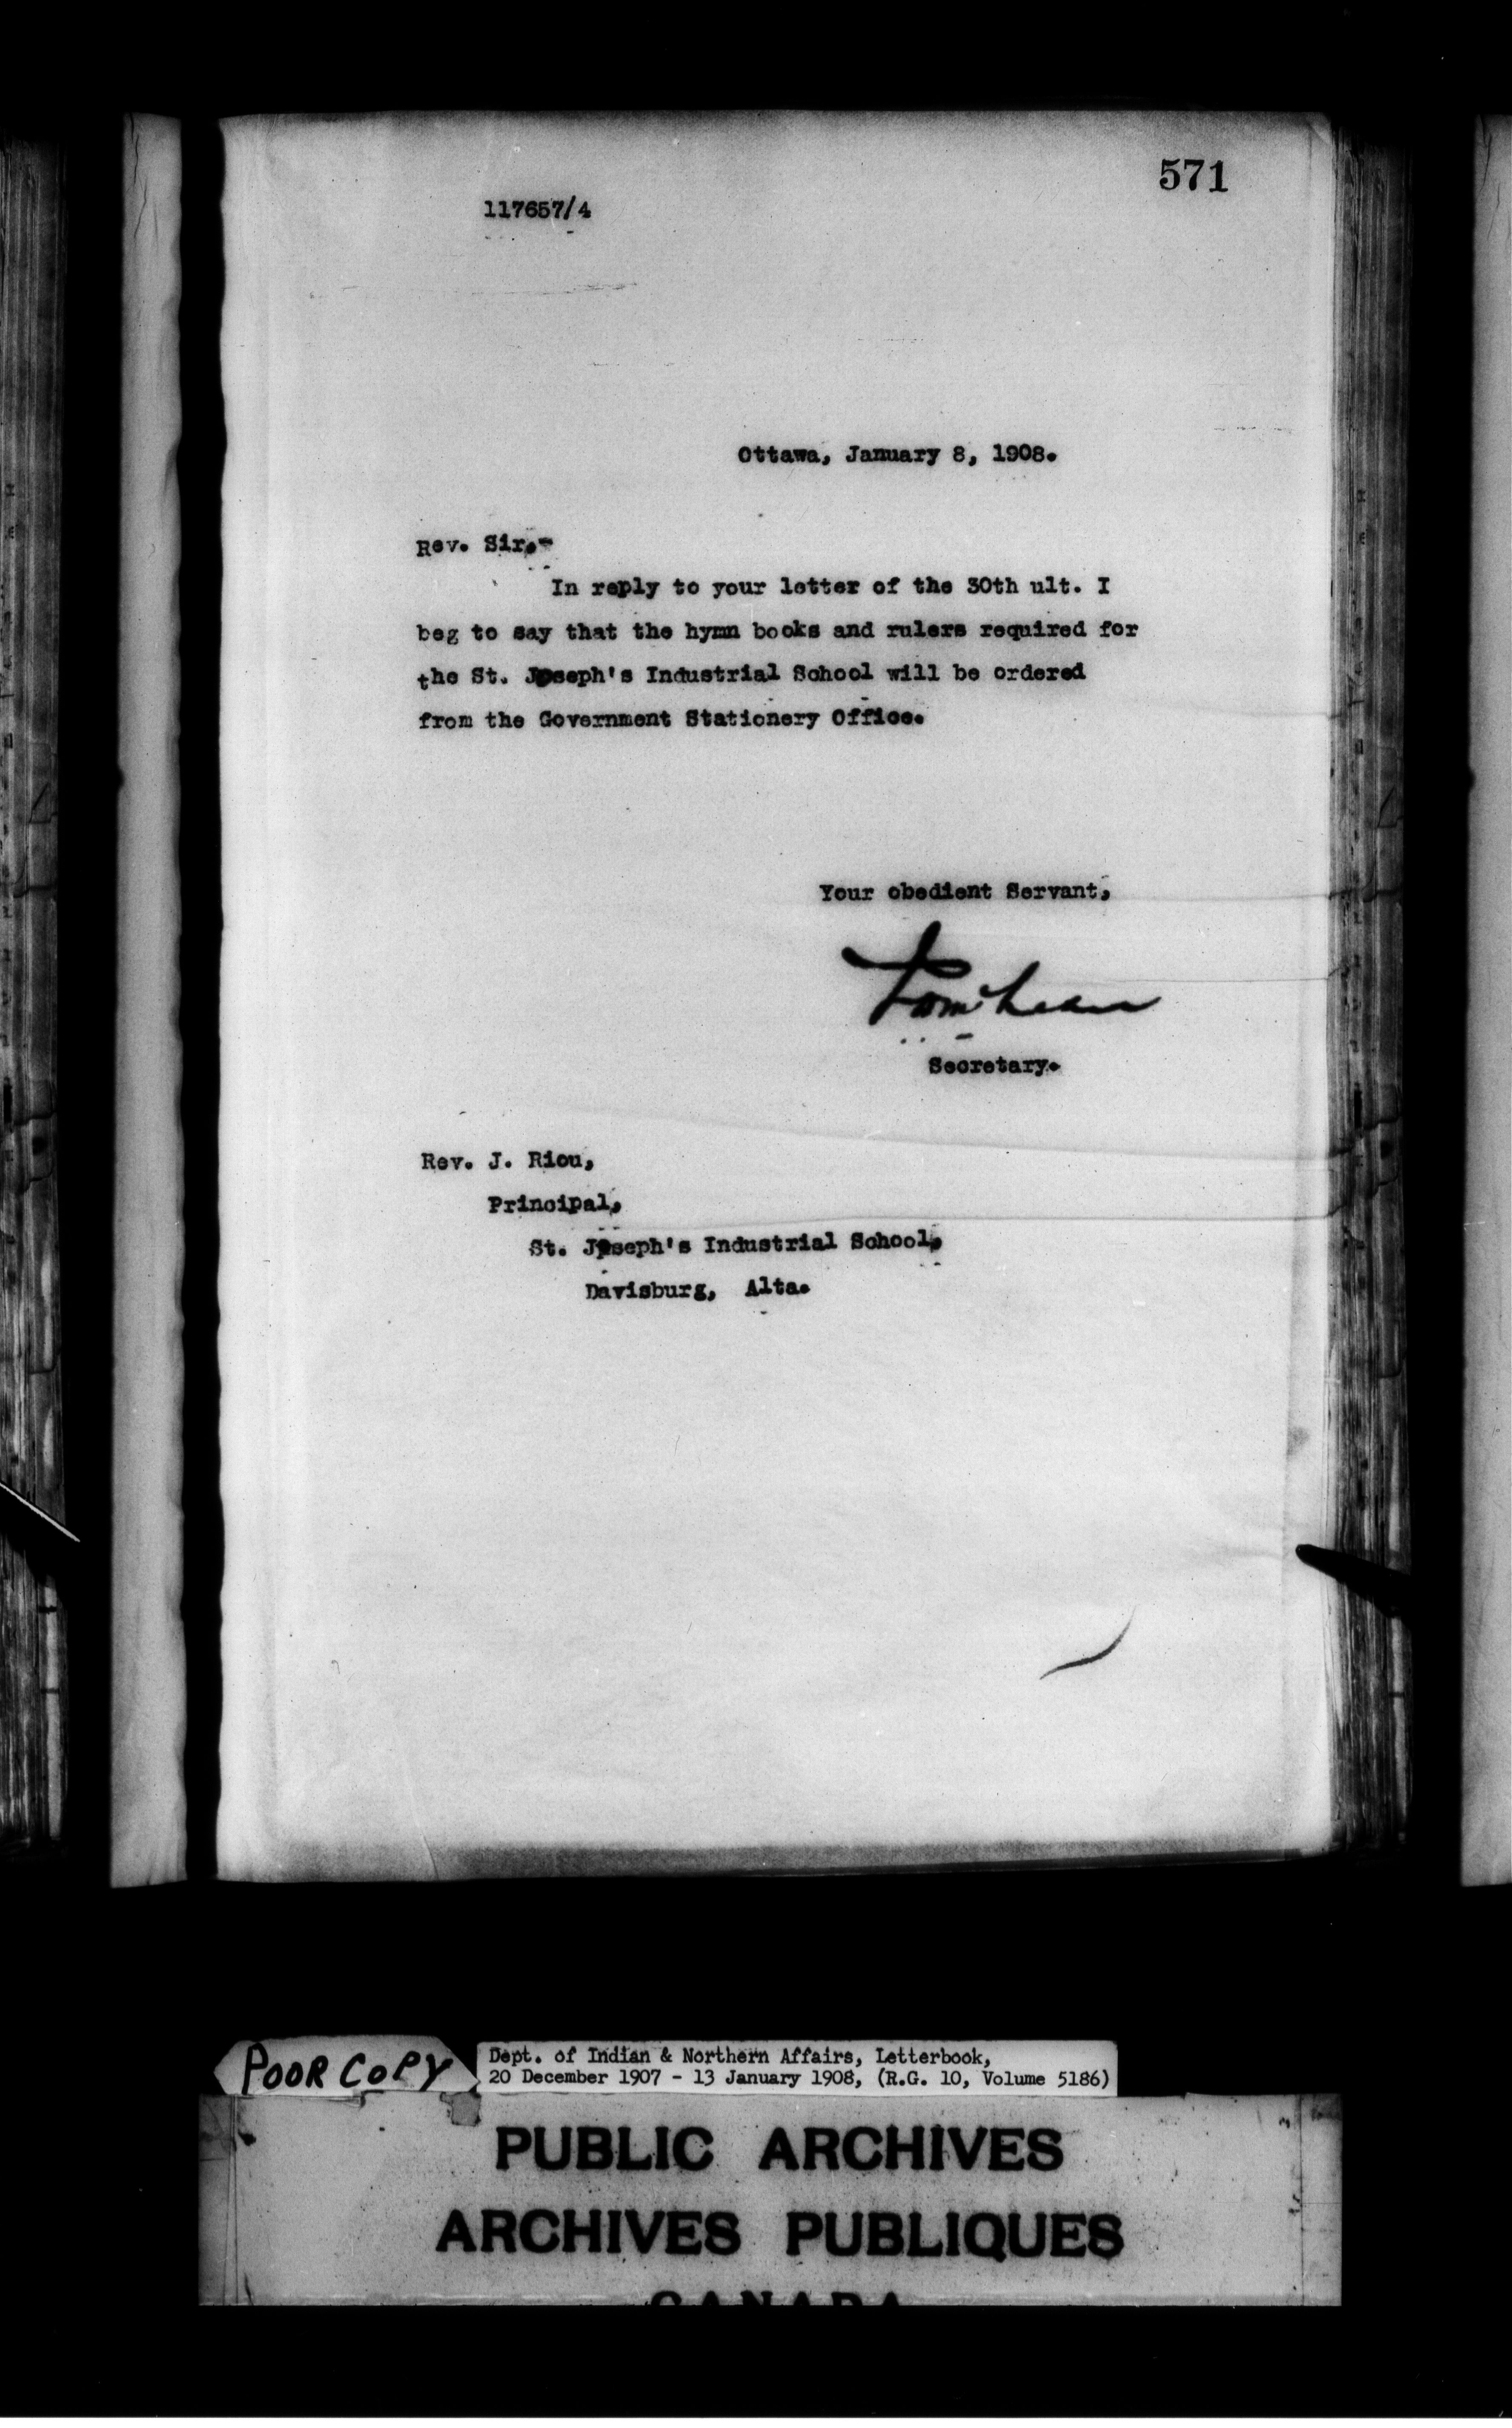 571
117657/4
Ottawa, January 8, 1908.
Rev. Sir,-
In reply to your letter of the 30th ult. I
beg to say that the hymn books and rulers required for
the St. Joseph's Industrial School will be ordered
from the Government Stationery Office.
Your obedient Servant,
Secretary.
Rev. J. Riou,
Principal,
St. Joseph's Industrial School,
Davisburg, Alta.
POOR COPY
Dept. of Indian & Northern Affairs, Letterbook,
20 December 1907 - 13 January 1908, (R.G. 10, Volume 5186)
PUBLIC ARCHIVES
ARCHIVES PUBLIQUES
CANADA